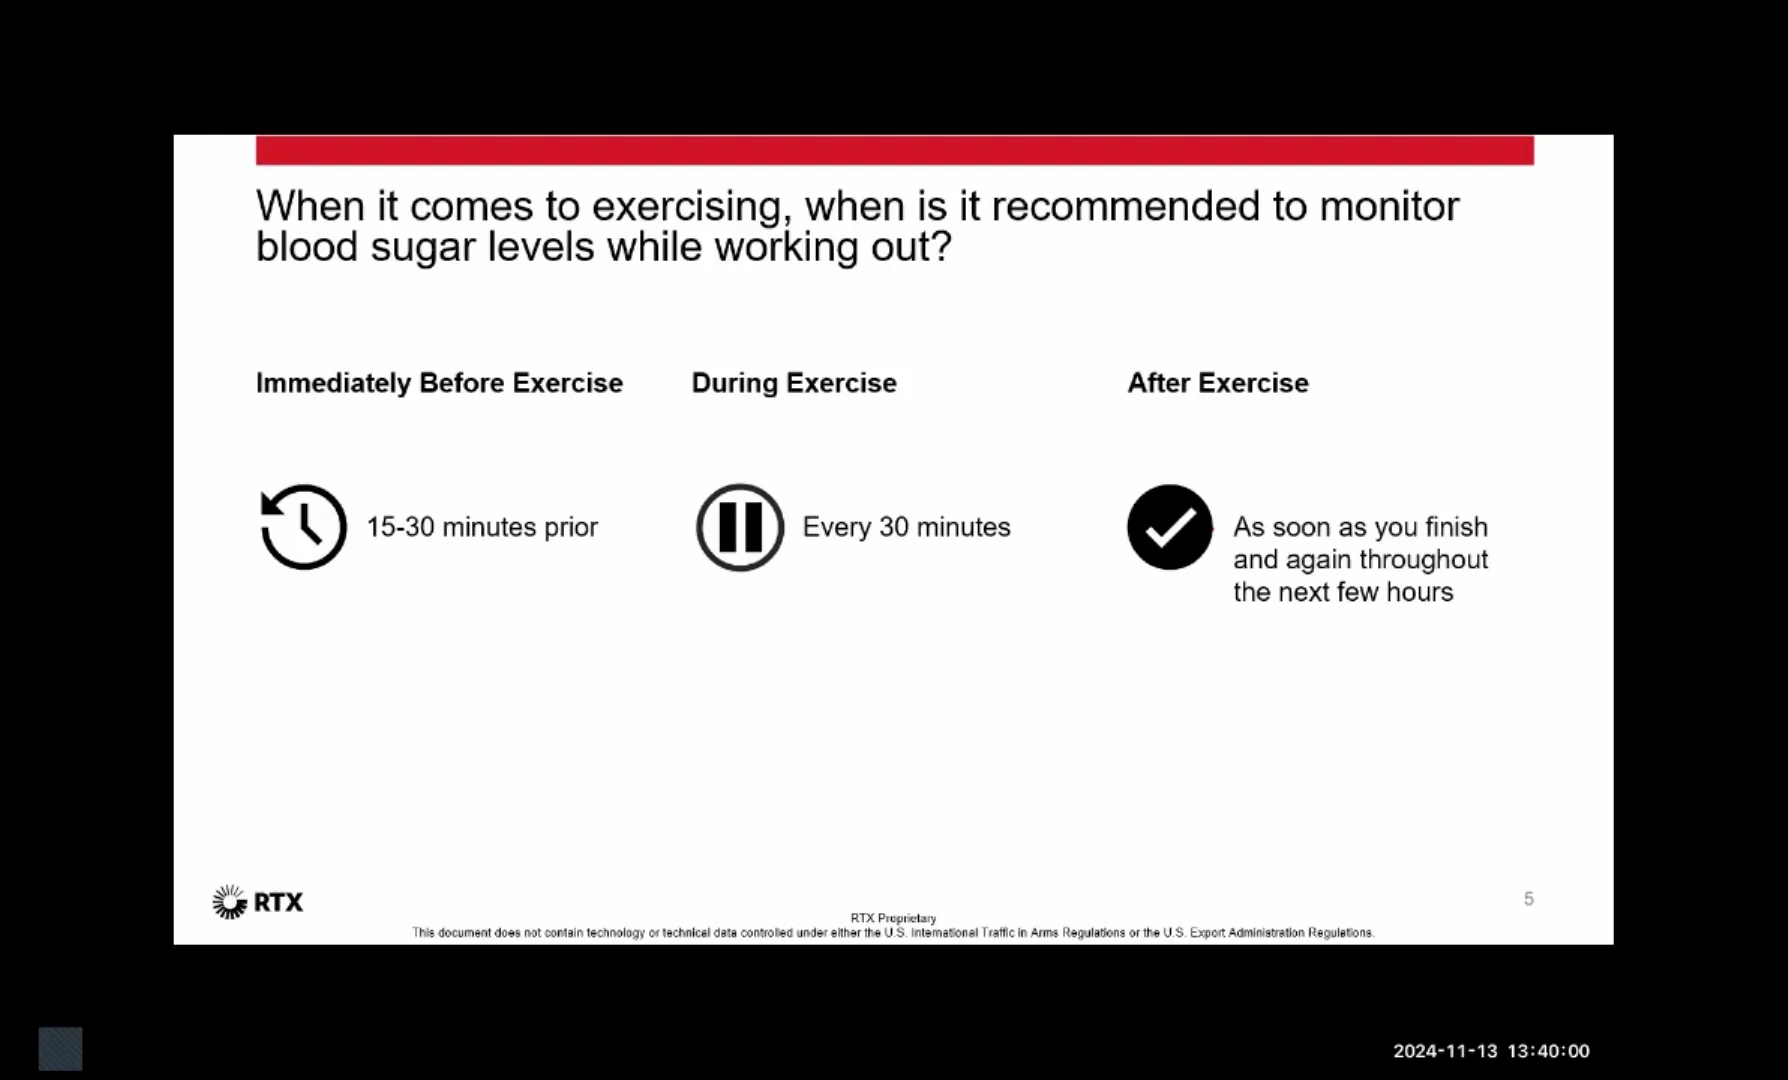 When it comes to exercising, when is it recommended to monitor
blood sugar levels while working out?
Immediately Before Exercise
During Exercise
After Exercise
15-30 minutes prior
Every 30 minutes
As soon as you finish
and again throughout
the next few hours
RTX
5
RTX Proprietary
This document does not contain technology or technical data controlled under either the U.S. International Traffic in Arms Regulations or the U.S. Export Administration Regulations.
2024-11-13 13:40:00